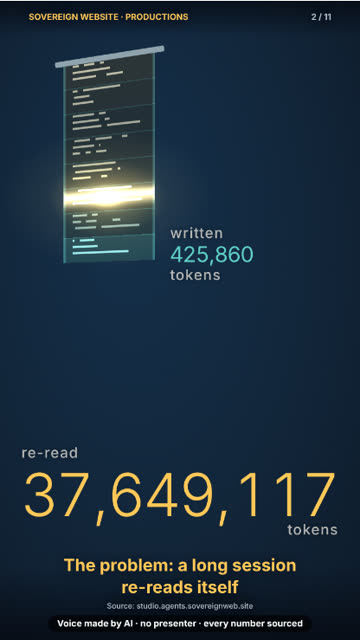 SOVEREIGN WEBSITE · PRODUCTIONS
2 / 11
written
425,860
tokens
re-read
37,649,117
tokens
The problem: a long session
re-reads itself
Source: studio.agents.sovereignweb.site
Voice made by AI · no presenter · every number sourced